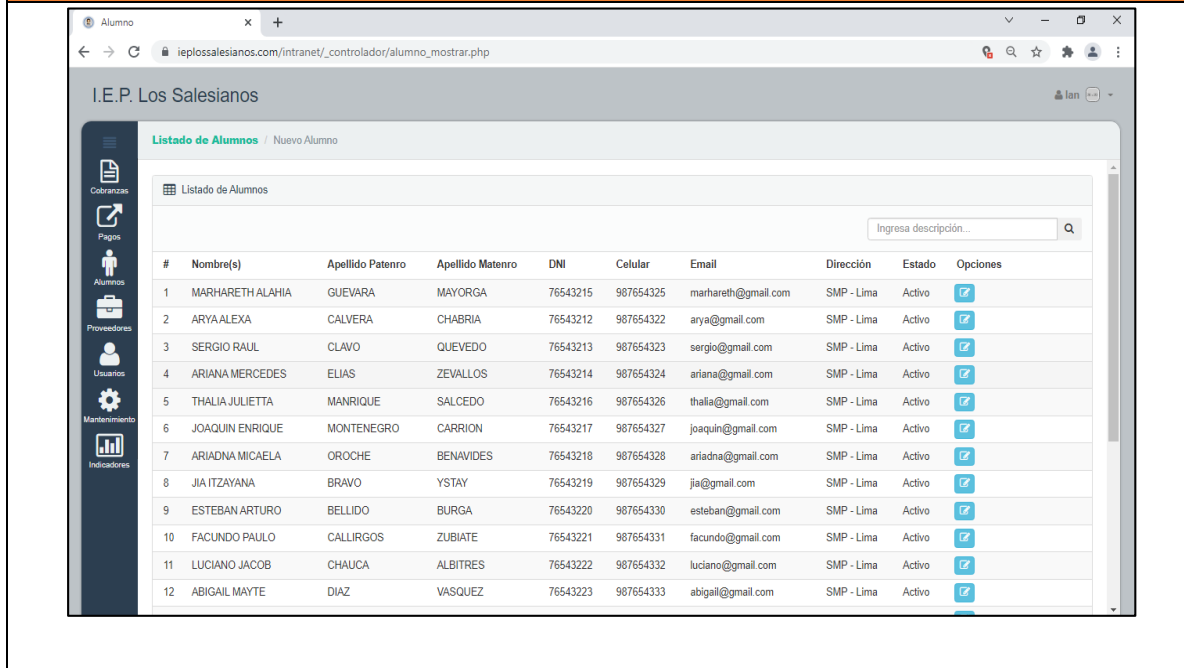 Alumno
ieplossalesianos.com/intranet/_controlador/alumno_mostrar.php
I.E.P. Los Salesianos
Ian
Listado de Alumnos / Nuevo Alumno
Cobranzas
Pagos
Alumnos
Proveedores
Usuarios
Mantenimiento
Indicadores
Listado de Alumnos
Ingresa descripción...
# Nombre(s) Apellido Patenro Apellido Matenro DNI Celular Email Dirección Estado Opciones
1 MARHARETH ALAHIA GUEVARA MAYORGA 76543215 987654325 marhareth@gmail.com SMP - Lima Activo
2 ARYA ALEXA CALVERA CHABRIA 76543212 987654322 arya@gmail.com SMP - Lima Activo
3 SERGIO RAUL CLAVO QUEVEDO 76543213 987654323 sergio@gmail.com SMP - Lima Activo
4 ARIANA MERCEDES ELIAS ZEVALLOS 76543214 987654324 ariana@gmail.com SMP - Lima Activo
5 THALIA JULIETTA MANRIQUE SALCEDO 76543216 987654326 thalia@gmail.com SMP - Lima Activo
6 JOAQUIN ENRIQUE MONTENEGRO CARRION 76543217 987654327 joaquin@gmail.com SMP - Lima Activo
7 ARIADNA MICAELA OROCHE BENAVIDES 76543218 987654328 ariadna@gmail.com SMP - Lima Activo
8 JIA ITZAYANA BRAVO YSTAY 76543219 987654329 jia@gmail.com SMP - Lima Activo
9 ESTEBAN ARTURO BELLIDO BURGA 76543220 987654330 esteban@gmail.com SMP - Lima Activo
10 FACUNDO PAULO CALLIRGOS ZUBIATE 76543221 987654331 facundo@gmail.com SMP - Lima Activo
11 LUCIANO JACOB CHAUCA ALBITRES 76543222 987654332 luciano@gmail.com SMP - Lima Activo
12 ABIGAIL MAYTE DIAZ VASQUEZ 76543223 987654333 abigail@gmail.com SMP - Lima Activo